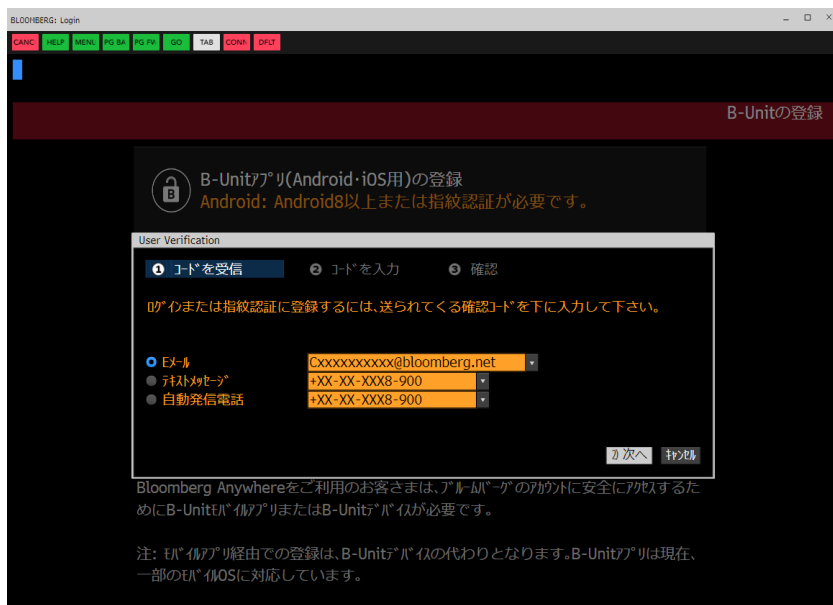 BLOOMBERG: Login
CANC HELP MENU PG BA PG FW GO TAB CONN DFLT
B-Unitの登録
B-Unitｱﾌﾟﾘ(Android･iOS用)の登録
Android: Android8以上または指紋認証が必要です。
User Verification
❶ ｺｰﾄﾞを受信 ❷ ｺｰﾄﾞを入力 ❸ 確認
ﾛｸﾞｲﾝまたは指紋認証に登録するには､送られてくる確認ｺｰﾄﾞを下に入力して下さい。
Eﾒｰﾙ Cxxxxxxxxxx@bloomberg.net
ﾃｷｽﾄﾒｯｾｰｼﾞ +XX-XX-XXX8-900
自動発信電話 +XX-XX-XXX8-900
7) 次へ ｷｬﾝｾﾙ
Bloomberg Anywhereをご利用のお客さまは､ﾌﾞﾙｰﾑﾊﾞｰｸﾞのｱｶｳﾝﾄに安全にｱｸｾｽするた
めにB-UnitﾓﾊﾞｲﾙｱﾌﾟﾘまたはB-Unitﾃﾞﾊﾞｲｽが必要です。
注: ﾓﾊﾞｲﾙｱﾌﾟﾘ経由での登録は､B-Unitﾃﾞﾊﾞｲｽの代わりとなります｡B-Unitｱﾌﾟﾘは現在､
一部のﾓﾊﾞｲﾙOSに対応しています。